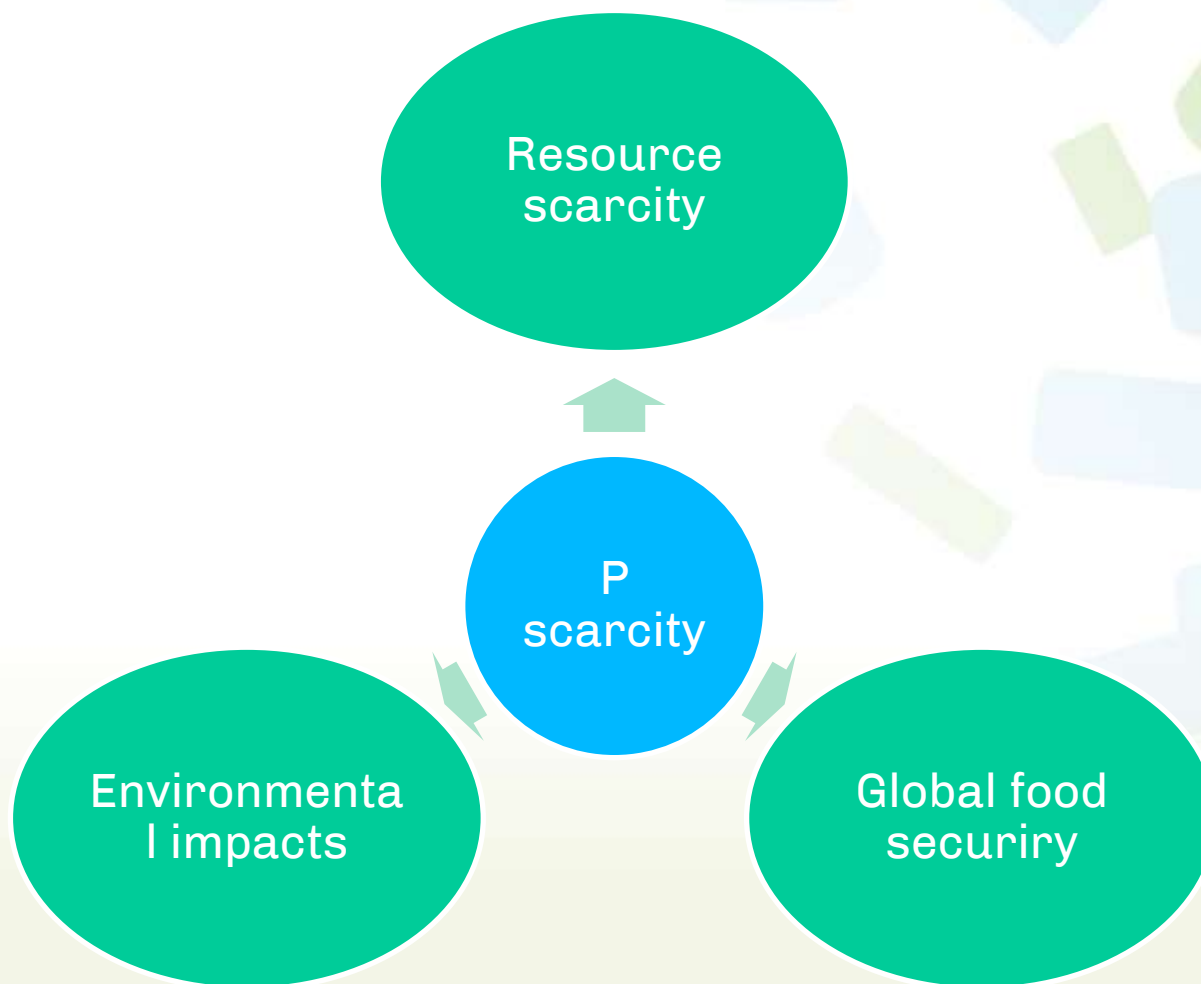 Resource
scarcity
P
scarcity
Environmenta
l impacts
Global food
securiry